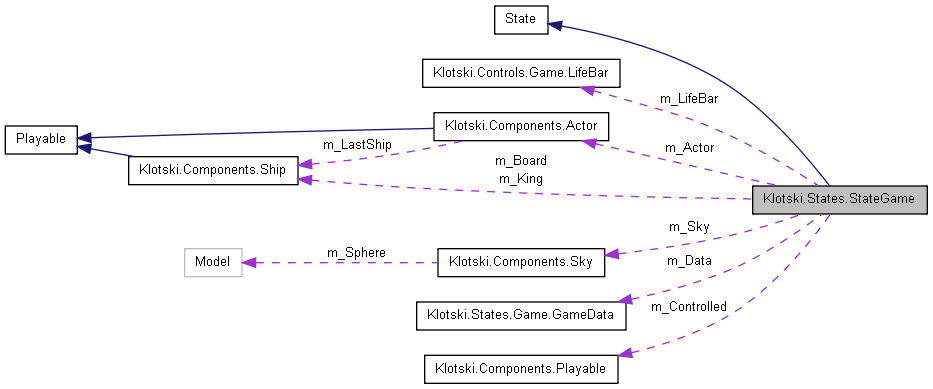 State
Klotski.Controls.Game.LifeBar
m_LifeBar
Klotski.Components.Actor
Playable
m_LastShip
m_Actor
Klotski.Components.Ship
m_Board
m_King
Klotski.States.StateGame
m_Sky
Model
m_Sphere
Klotski.Components.Sky
m_Data
Klotski.States.Game.GameData
m_Controlled
Klotski.Components.Playable